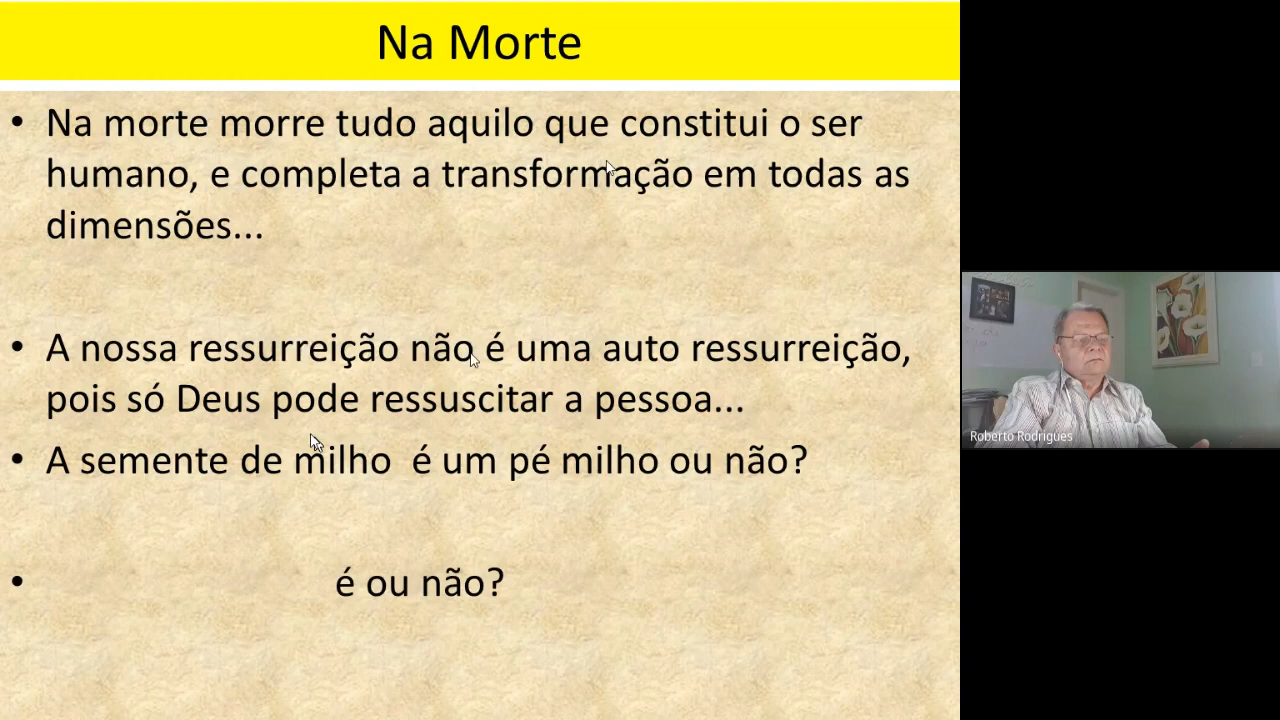 Na Morte
• Na morte morre tudo aquilo que constitui o ser
humano, e completa a transformação em todas as
dimensões...
• A nossa ressurreição não é uma auto ressurreição,
pois só Deus pode ressuscitar a pessoa...
• A semente de milho  é um pé milho ou não?
• é ou não?
Roberto Rodrigues